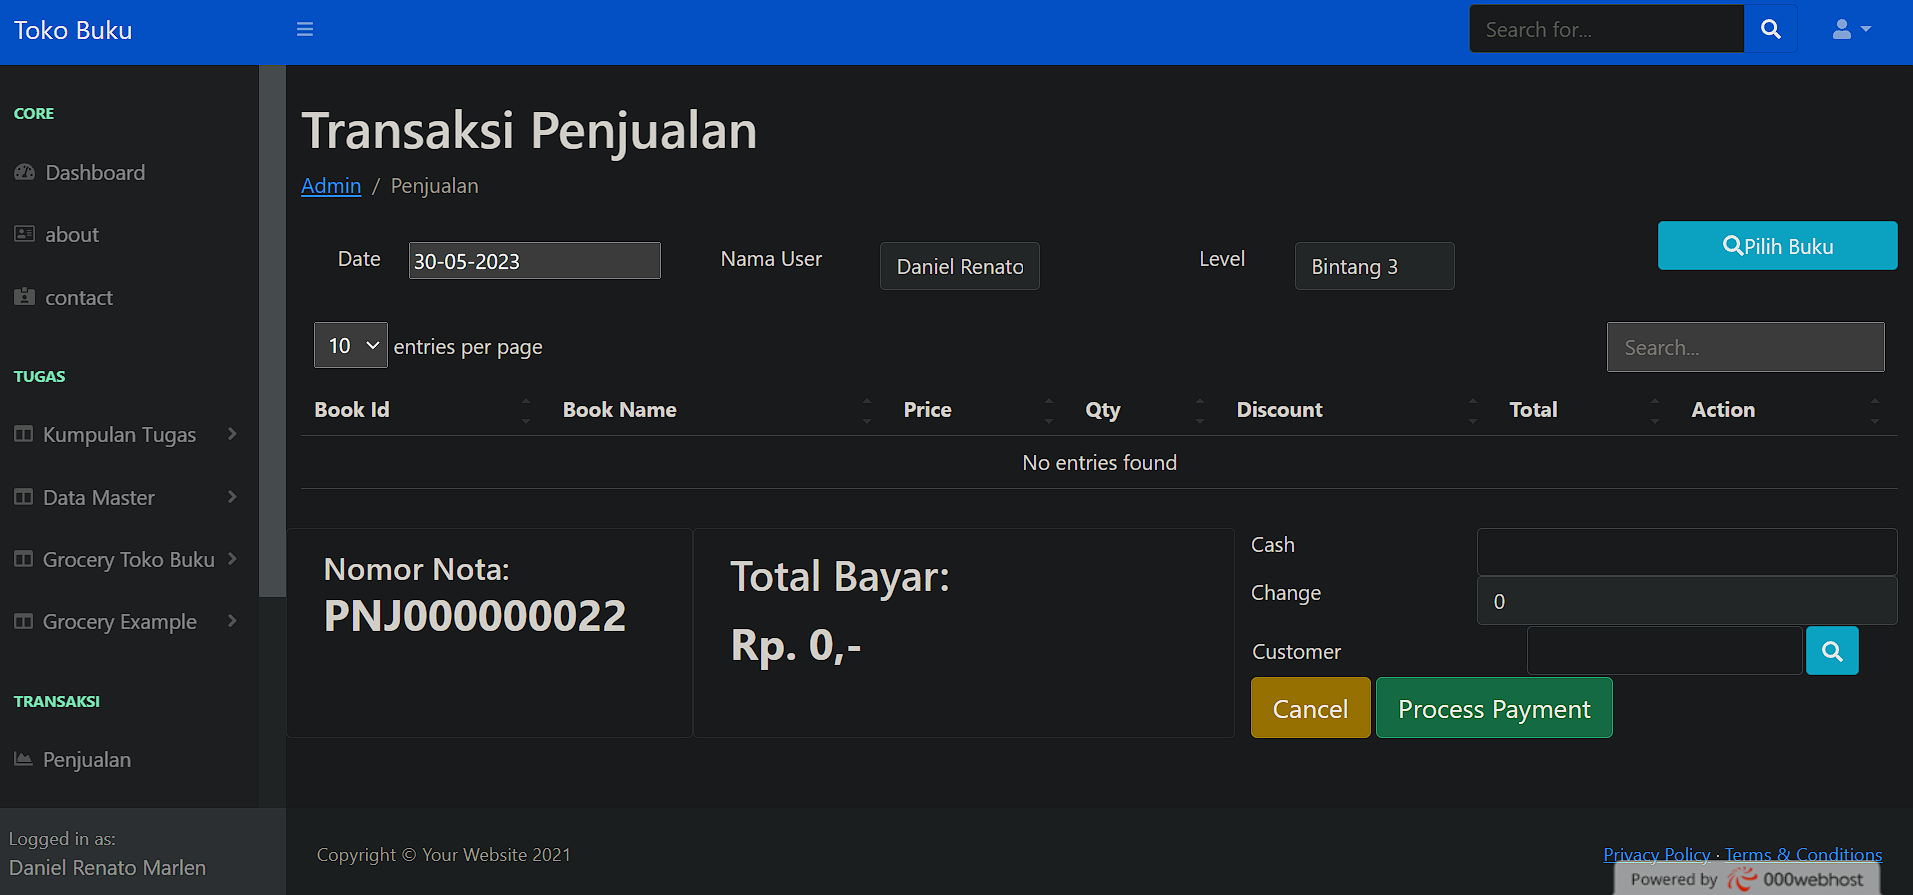 Toko Buku
Search for...
CORE
Dashboard
about
contact
TUGAS
Kumpulan Tugas
Data Master
Grocery Toko Buku
Grocery Example
TRANSAKSI
Penjualan
Logged in as:
Daniel Renato Marlen
Transaksi Penjualan
Admin / Penjualan
Date 30-05-2023 Nama User Daniel Renato Level Bintang 3 Pilih Buku
10 entries per page Search...
Book Id Book Name Price Qty Discount Total Action
No entries found
Nomor Nota:
PNJ000000022
Total Bayar:
Rp. 0,-
Cash
Change 0
Customer
Cancel Process Payment
Copyright © Your Website 2021
Privacy Policy · Terms & Conditions
Powered by 000webhost